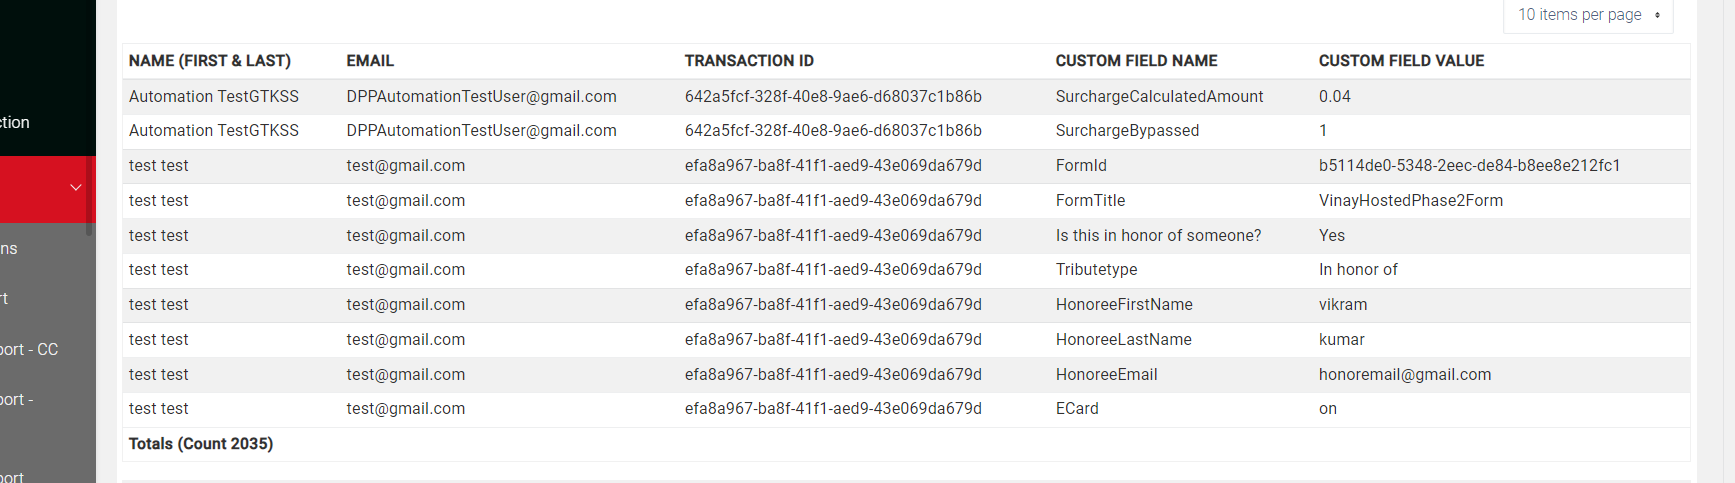 10 items per page
NAME (FIRST & LAST) EMAIL TRANSACTION ID CUSTOM FIELD NAME CUSTOM FIELD VALUE
Automation TestGTKSS DPPAutomationTestUser@gmail.com 642a5fcf-328f-40e8-9ae6-d68037c1b86b SurchargeCalculatedAmount 0.04
ction
Automation TestGTKSS DPPAutomationTestUser@gmail.com 642a5fcf-328f-40e8-9ae6-d68037c1b86b SurchargeBypassed 1
test test test@gmail.com efa8a967-ba8f-41f1-aed9-43e069da679d FormId b5114de0-5348-2eec-de84-b8ee8e212fc1
test test test@gmail.com efa8a967-ba8f-41f1-aed9-43e069da679d FormTitle VinayHostedPhase2Form
test test test@gmail.com efa8a967-ba8f-41f1-aed9-43e069da679d Is this in honor of someone? Yes
ns
test test test@gmail.com efa8a967-ba8f-41f1-aed9-43e069da679d Tributetype In honor of
rt
test test test@gmail.com efa8a967-ba8f-41f1-aed9-43e069da679d HonoreeFirstName vikram
test test test@gmail.com efa8a967-ba8f-41f1-aed9-43e069da679d HonoreeLastName kumar
port - CC
test test test@gmail.com efa8a967-ba8f-41f1-aed9-43e069da679d HonoreeEmail honoremail@gmail.com
port -
test test test@gmail.com efa8a967-ba8f-41f1-aed9-43e069da679d ECard on
Totals (Count 2035)
port